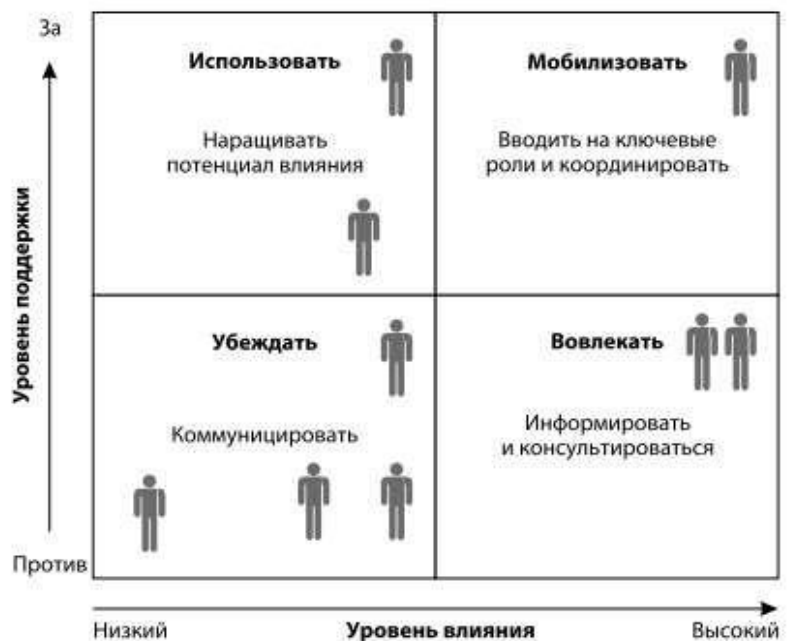 За
Использовать
Наращивать
потенциал влияния
Мобилизовать
Вводить на ключевые
роли и координировать
Уровень поддержки
Убеждать
Коммуницировать
Вовлекать
Информировать
и консультироваться
Против
Низкий
Уровень влияния
Высокий